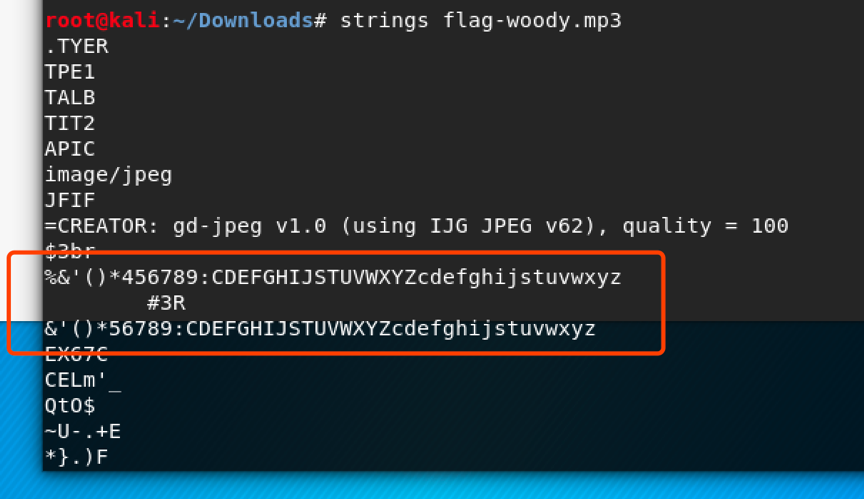 root@kali:~/Downloads# strings flag-woody.mp3
.TYER
TPE1
TALB
TIT2
APIC
image/jpeg
JFIF
=CREATOR: gd-jpeg v1.0 (using IJG JPEG v62), quality = 100
$3br
%&'()*456789:CDEFGHIJSTUVWXYZcdefghijstuvwxyz
#3R
&'()*56789:CDEFGHIJSTUVWXYZcdefghijstuvwxyz
EX67C
CELm'_
QtO$
~U-.+E
*}.)F